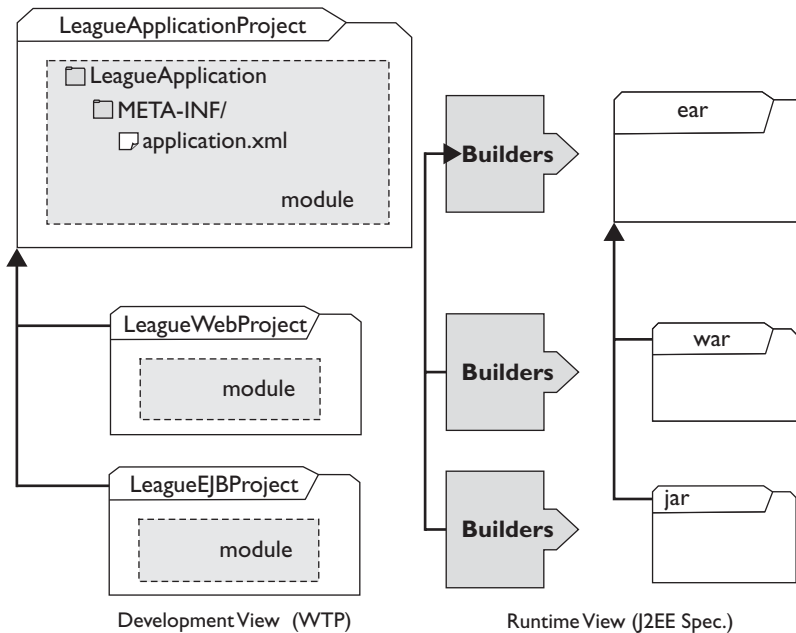 LeagueApplicationProject
LeagueApplication
META-INF/
application.xml
module
Builders
ear
LeagueWebProject
module
Builders
war
LeagueEJBProject
module
Builders
jar
Development View (WTP)
Runtime View (J2EE Spec.)